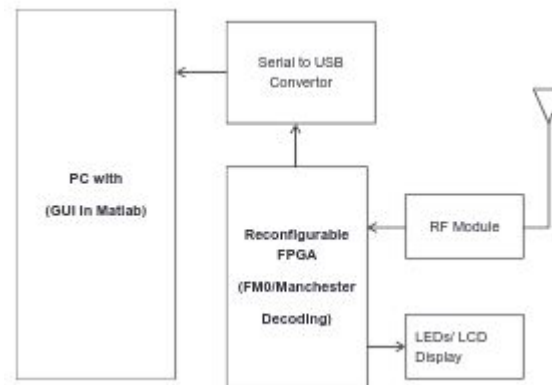 Serial to USB
Convertor
PC with
(GUI in Matlab)
Reconfigurable
FPGA
(FM0/Manchester
Decoding)
RF Module
LEDs/ LCD
Display